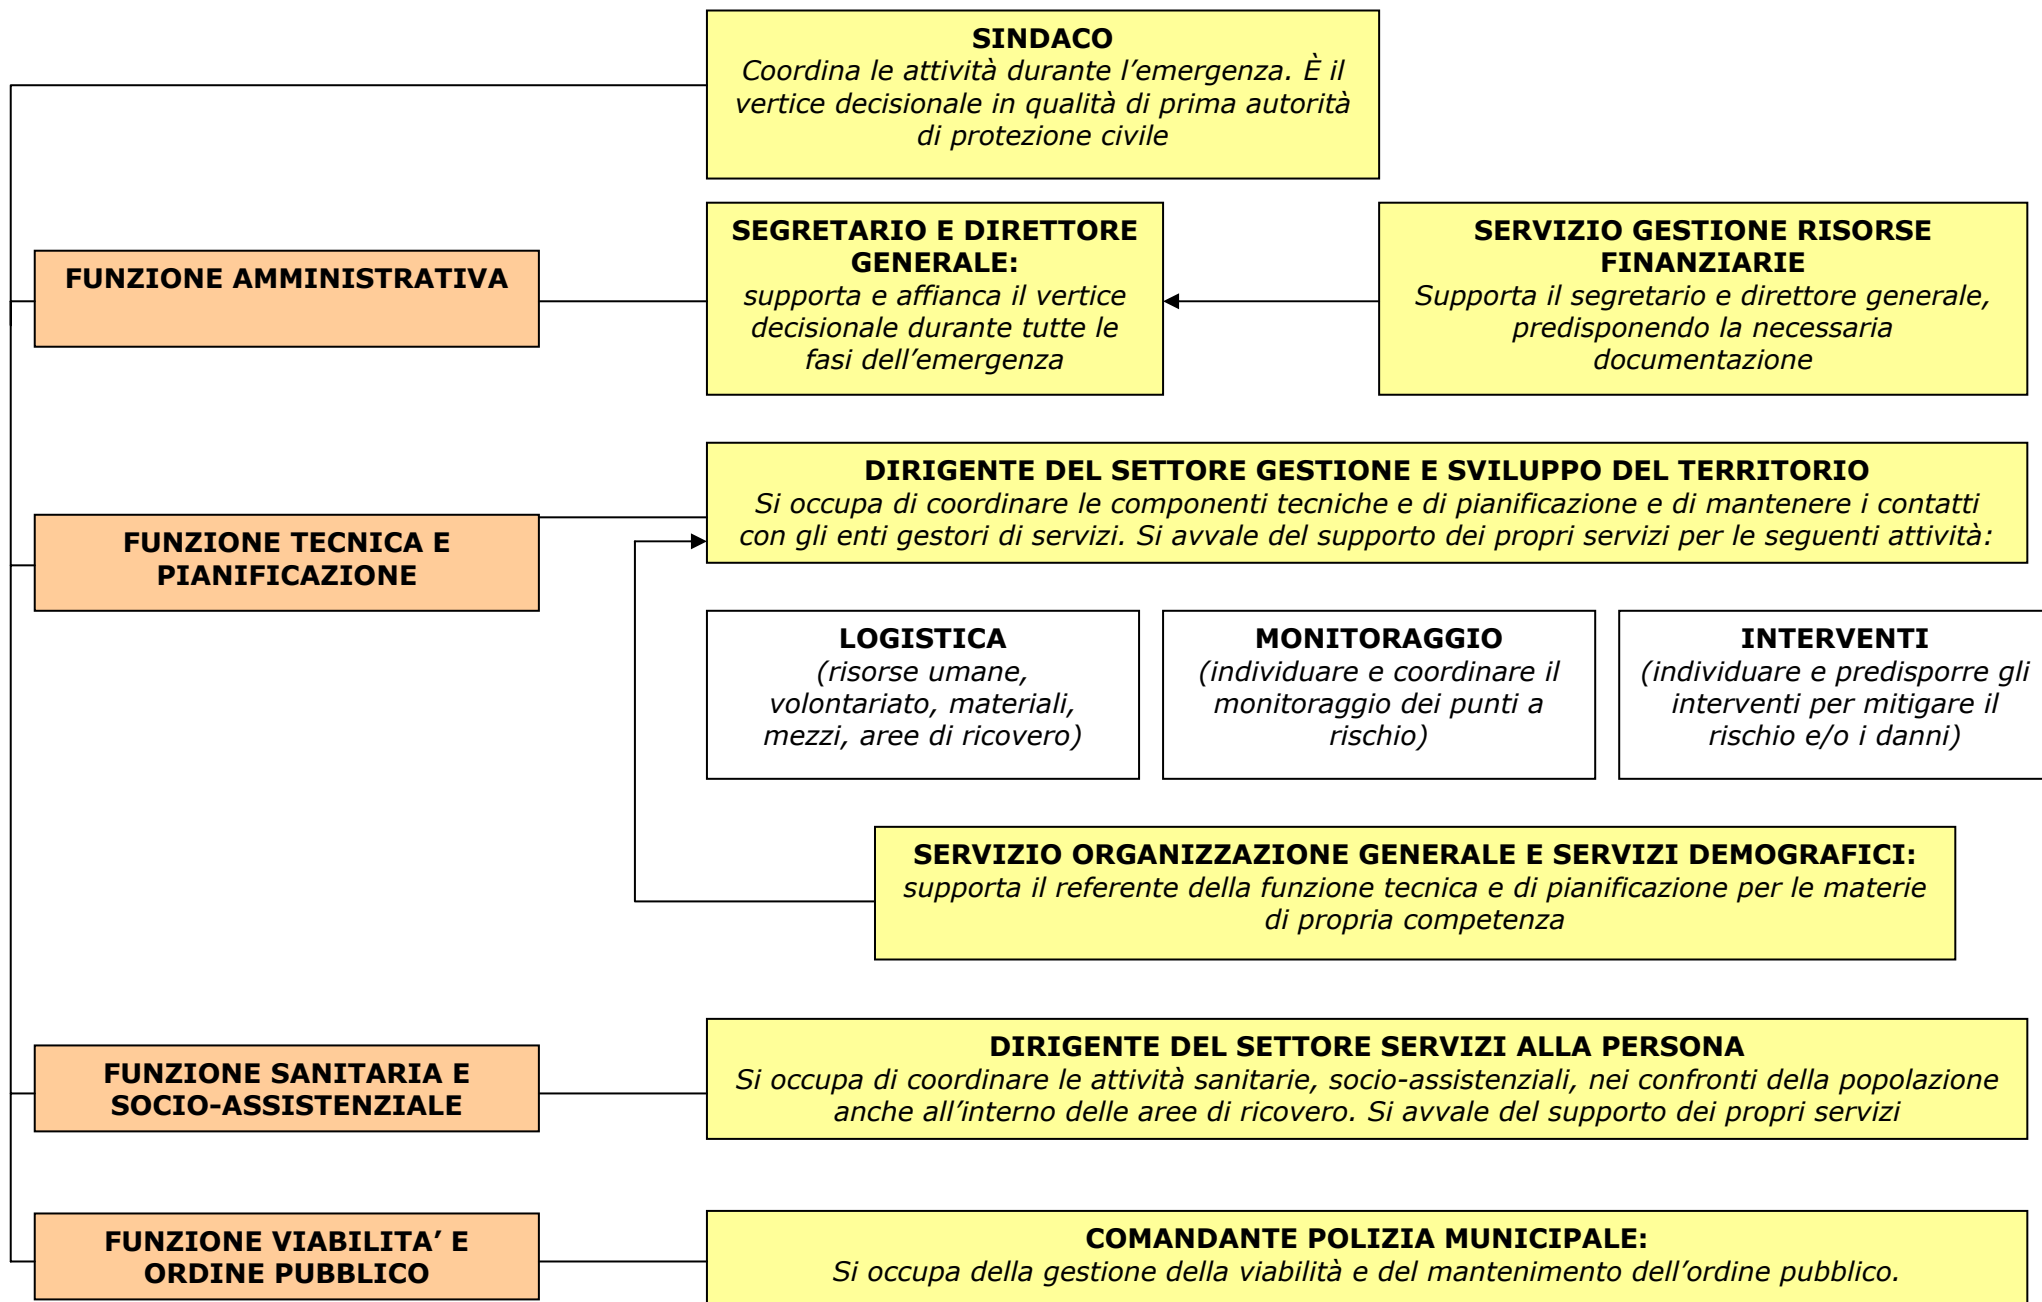 SINDACO
Coordina le attività durante l’emergenza. È il
vertice decisionale in qualità di prima autorità
di protezione civile
FUNZIONE AMMINISTRATIVA
SEGRETARIO E DIRETTORE
GENERALE:
supporta e affianca il vertice
decisionale durante tutte le
fasi dell’emergenza
SERVIZIO GESTIONE RISORSE
FINANZIARIE
Supporta il segretario e direttore generale,
predisponendo la necessaria
documentazione
FUNZIONE TECNICA E
PIANIFICAZIONE
DIRIGENTE DEL SETTORE GESTIONE E SVILUPPO DEL TERRITORIO
Si occupa di coordinare le componenti tecniche e di pianificazione e di mantenere i contatti
con gli enti gestori di servizi. Si avvale del supporto dei propri servizi per le seguenti attività:
LOGISTICA
(risorse umane,
volontariato, materiali,
mezzi, aree di ricovero)
MONITORAGGIO
(individuare e coordinare il
monitoraggio dei punti a
rischio)
INTERVENTI
(individuare e predisporre gli
interventi per mitigare il
rischio e/o i danni)
SERVIZIO ORGANIZZAZIONE GENERALE E SERVIZI DEMOGRAFICI:
supporta il referente della funzione tecnica e di pianificazione per le materie
di propria competenza
FUNZIONE SANITARIA E
SOCIO-ASSISTENZIALE
DIRIGENTE DEL SETTORE SERVIZI ALLA PERSONA
Si occupa di coordinare le attività sanitarie, socio-assistenziali, nei confronti della popolazione
anche all’interno delle aree di ricovero. Si avvale del supporto dei propri servizi
FUNZIONE VIABILITA’ E
ORDINE PUBBLICO
COMANDANTE POLIZIA MUNICIPALE:
Si occupa della gestione della viabilità e del mantenimento dell’ordine pubblico.